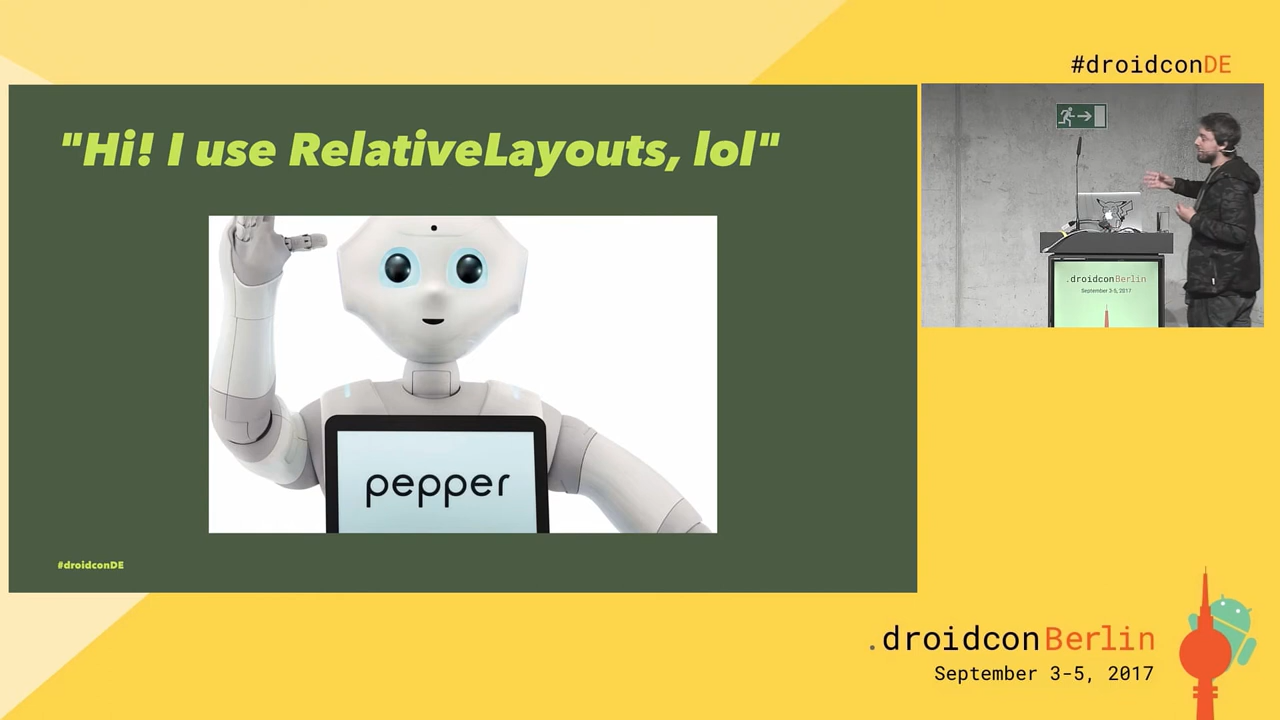 #droidconDE
"Hi! I use RelativeLayouts, lol"
pepper
#droidconDE
.droidconBerlin
September 3-5, 2017
.droidconBerlin
September 3-5, 2017